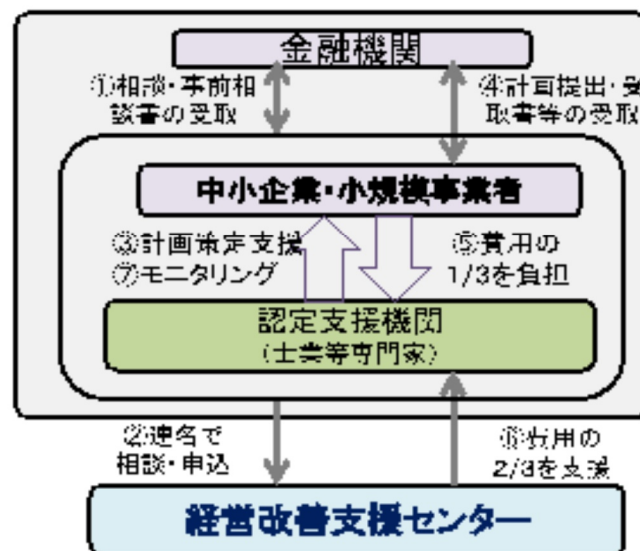 金融機関
①相談・事前相
談書の受取
④計画提出・受
取書等の受取
中小企業・小規模事業者
③計画策定支援
⑦モニタリング
⑤費用の
1/3を負担
認定支援機関
(士業等専門家)
②連名で
相談・申込
⑥費用の
2/3を支援
経営改善支援センター